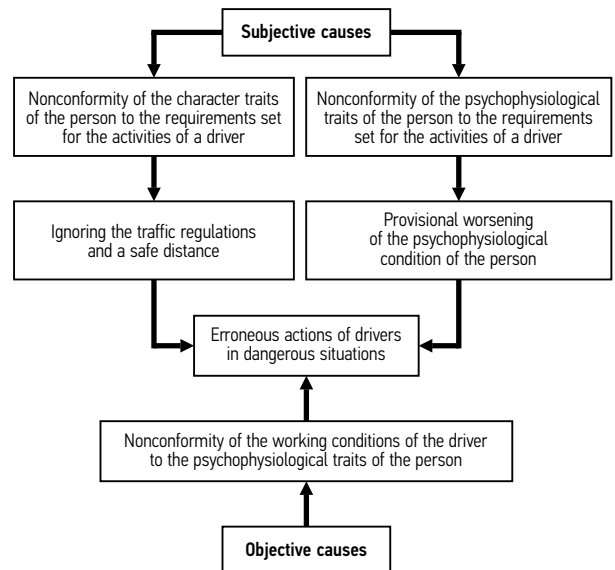 Subjective causes
Nonconformity of the character traits
of the person to the requirements set
for the activities of a driver
Nonconformity of the psychophysiological
traits of the person to the requirements
set for the activities of a driver
Ignoring the traffic regulations
and a safe distance
Provisional worsening
of the psychophysiological
condition of the person
Erroneous actions of drivers
in dangerous situations
Nonconformity of the working conditions of the driver
to the psychophysiological traits of the person
Objective causes